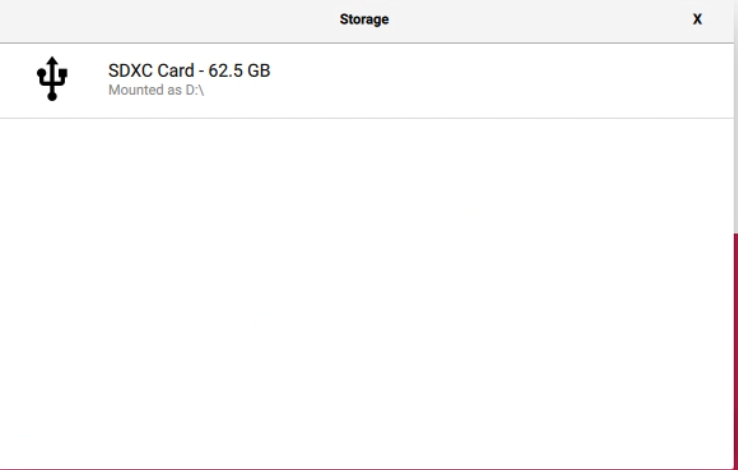 Storage
X
SDXC Card - 62.5 GB
Mounted as D:\